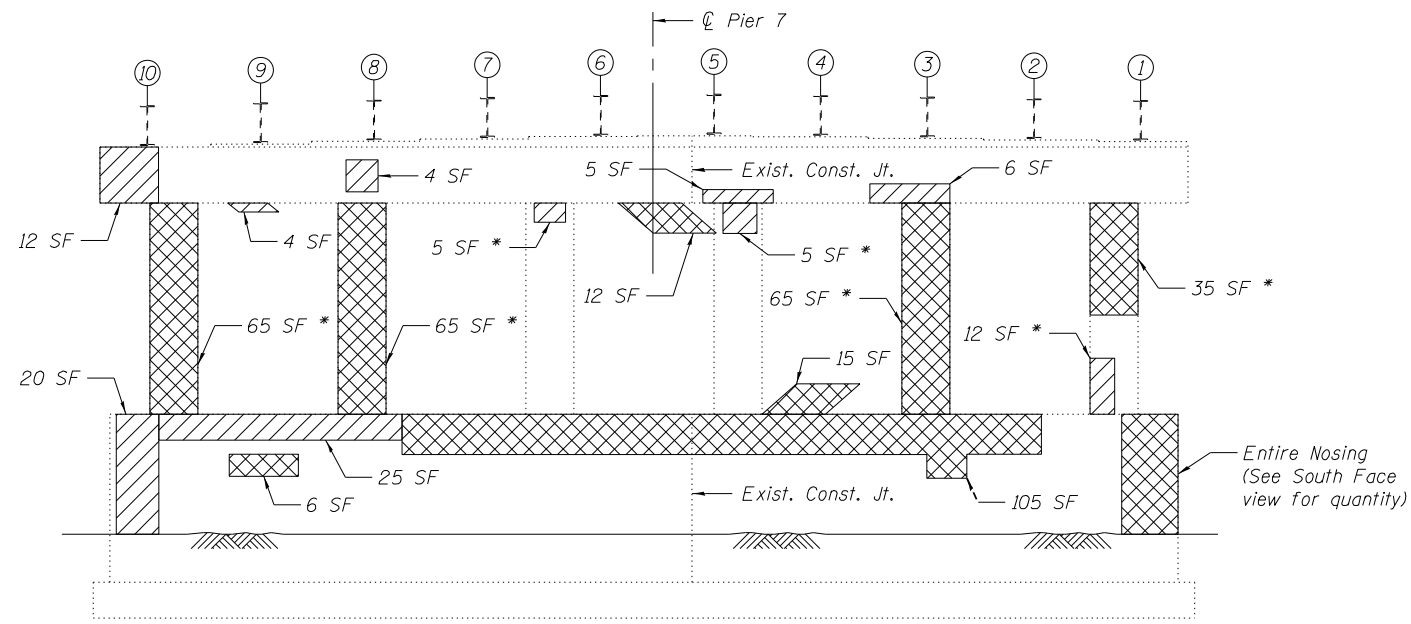 ℄ Pier 7
10
9
8
7
6
5
4
3
2
1
4 SF
5 SF
Exist. Const. Jt.
6 SF
12 SF
4 SF
5 SF *
12 SF
5 SF *
65 SF *
35 SF *
65 SF *
65 SF *
12 SF *
15 SF
20 SF
25 SF
6 SF
Exist. Const. Jt.
105 SF
Entire Nosing
(See South Face
view for quantity)